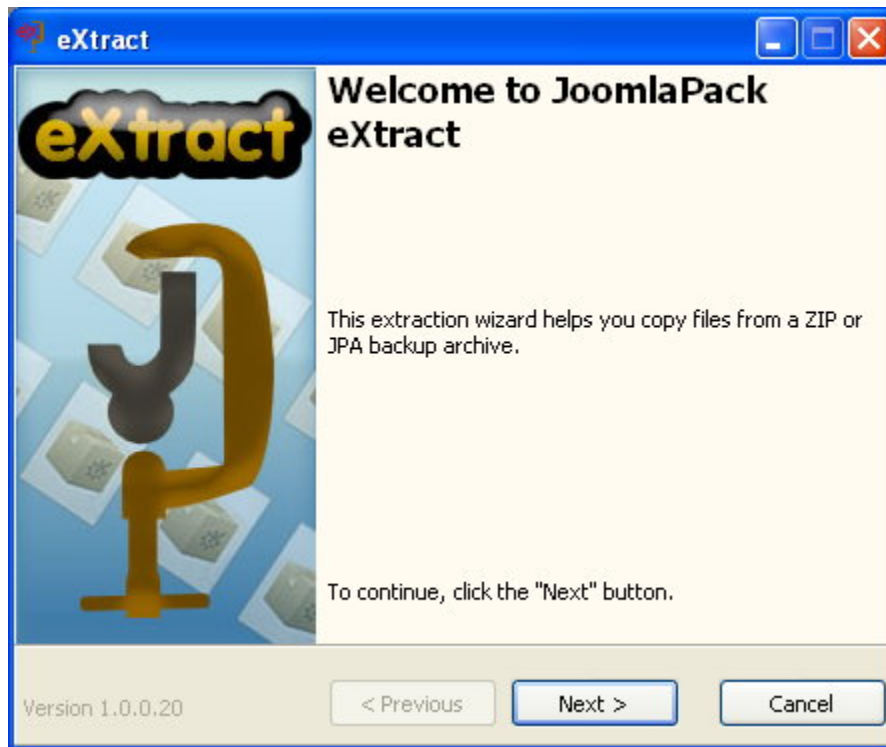 eXtract
eXtract
Welcome to JoomlaPack
eXtract
This extraction wizard helps you copy files from a ZIP or
JPA backup archive.
To continue, click the "Next" button.
Version 1.0.0.20
< Previous
Next >
Cancel